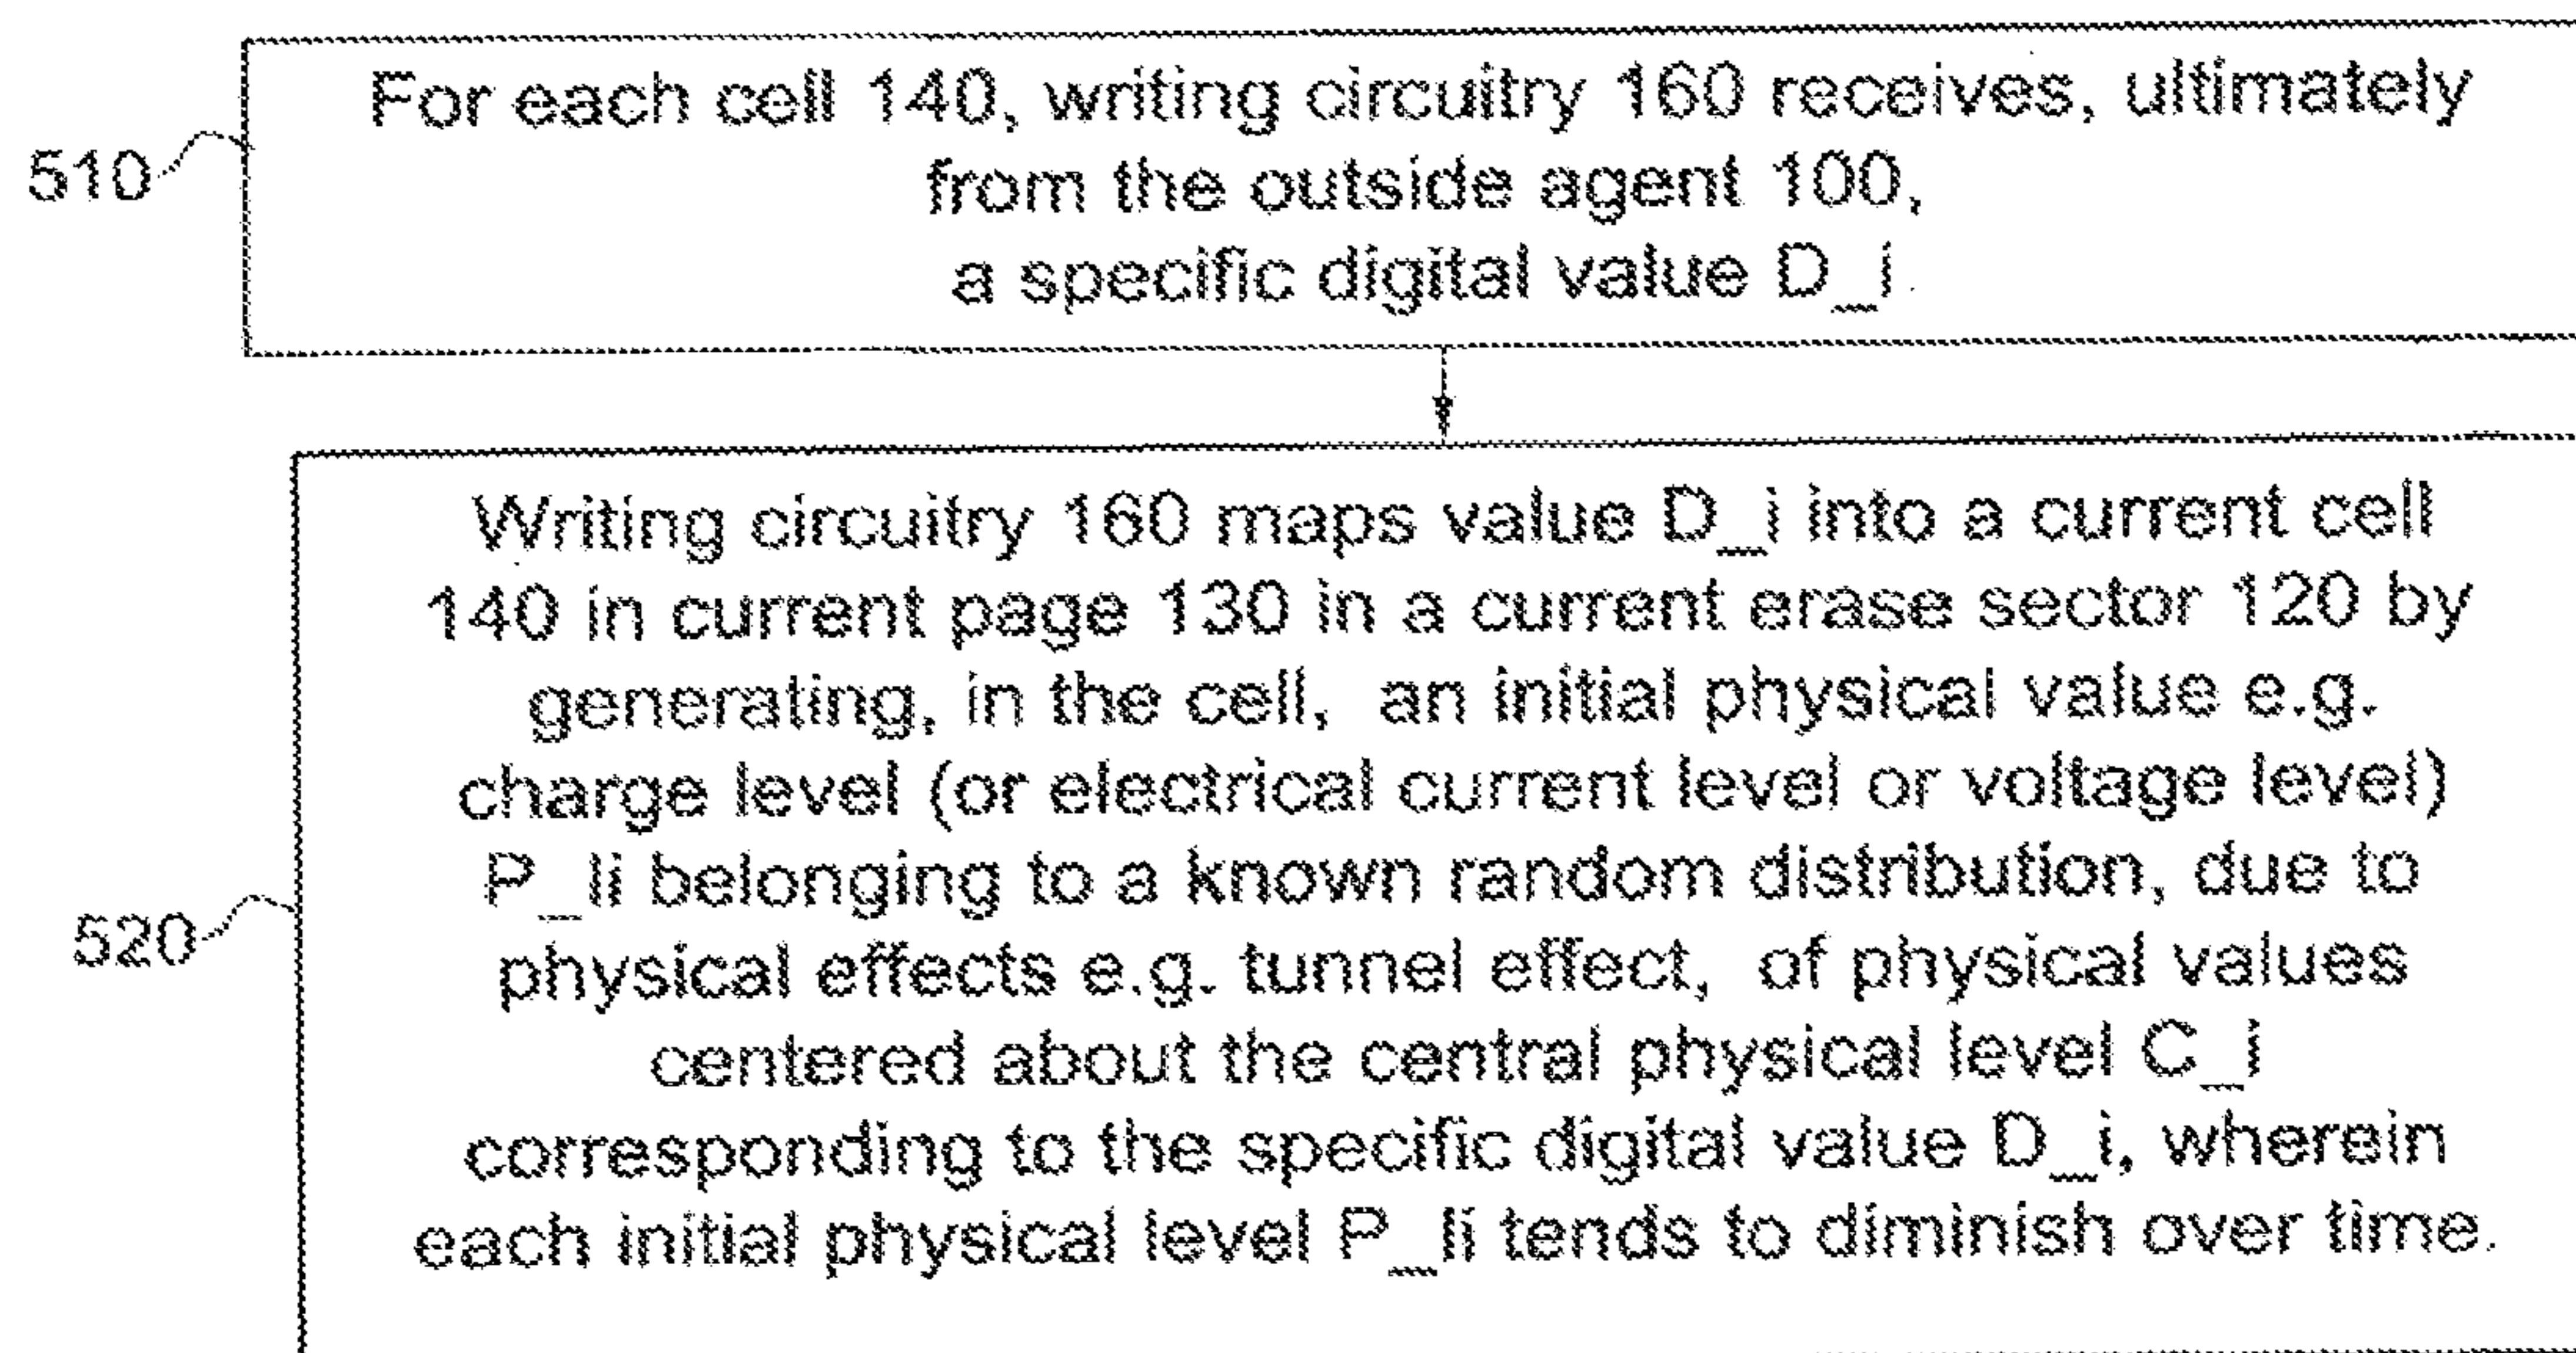 For each cell 140, writing circuitry 160 receives, ultimately
from the outside agent 100,
510
a specific digital value D_i
Writing circuitry 160 maps value D_i into a current cell
140 in current page 130 in a current erase sector 120 by
generating, in the cell, an initial physical value e.g.
charge level (or electrical current level or voltage level)
P_Ii belonging to a known random distribution, due to
520
physical effects e.g. tunnel effect, of physical values
centered about the central physical level C_i
corresponding to the specific digital value D_i, wherein
each initial physical level P_Ii tends to diminish over time.